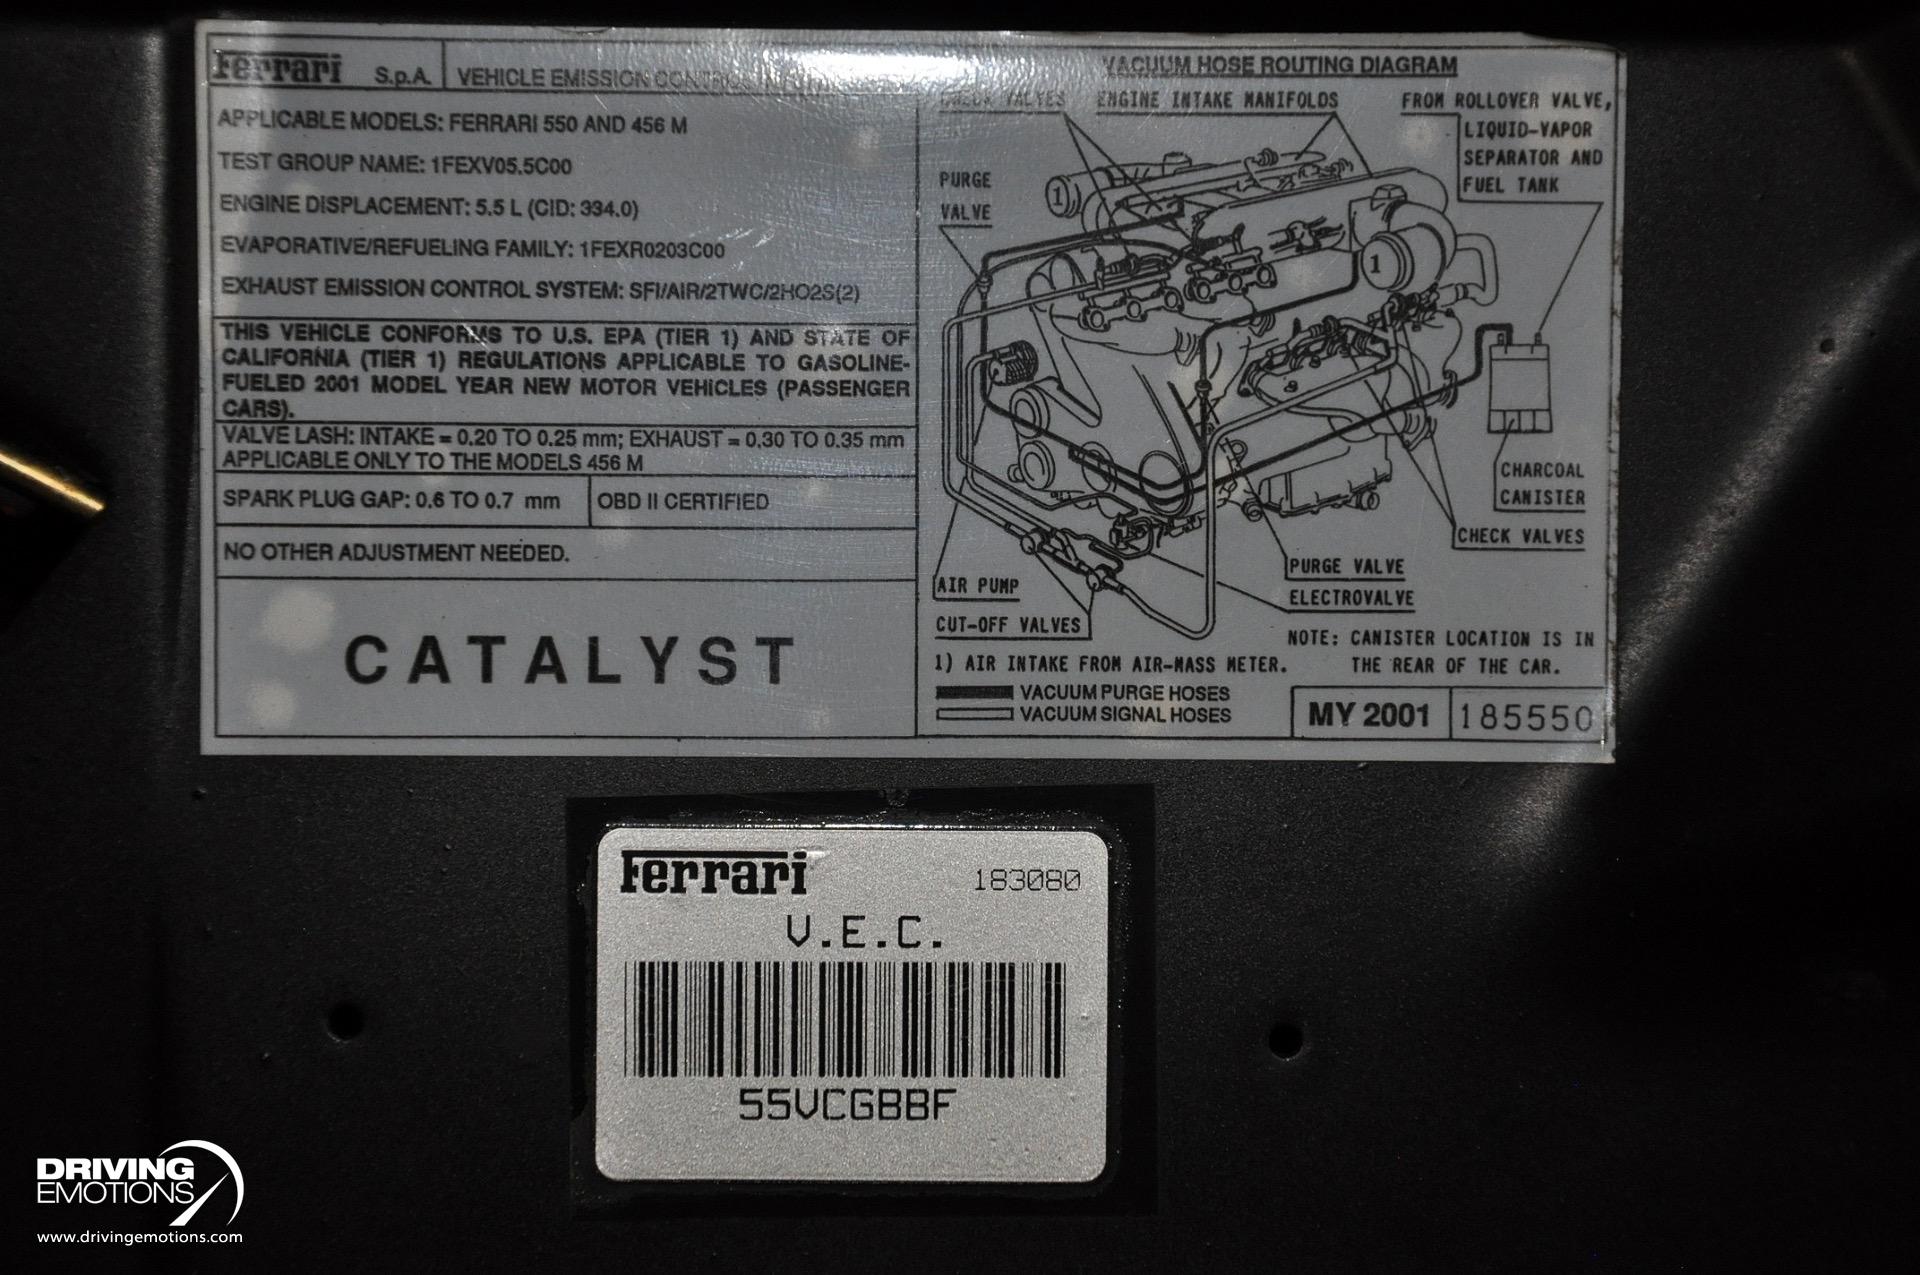 Ferrari S.p.A. VEHICLE EMISSION CONTROL
APPLICABLE MODELS: FERRARI 550 AND 456 M
TEST GROUP NAME: 1FEXV05.5C00
ENGINE DISPLACEMENT: 5.5 L (CID: 334.0)
EVAPORATIVE/REFUELING FAMILY: 1FEXR0203C00
EXHAUST EMISSION CONTROL SYSTEM: SFI/AIR/2TWC/2HO2S(2)
THIS VEHICLE CONFORMS TO U.S. EPA (TIER 1) AND STATE OF
CALIFORNIA (TIER 1) REGULATIONS APPLICABLE TO GASOLINE-
FUELED 2001 MODEL YEAR NEW MOTOR VEHICLES (PASSENGER
CARS).
VALVE LASH: INTAKE = 0.20 TO 0.25 mm; EXHAUST = 0.30 TO 0.35 mm
APPLICABLE ONLY TO THE MODELS 456 M
SPARK PLUG GAP: 0.6 TO 0.7 mm
OBD II CERTIFIED
NO OTHER ADJUSTMENT NEEDED.
CATALYST
VACUUM HOSE ROUTING DIAGRAM
CHECK VALVES
ENGINE INTAKE MANIFOLDS
FROM ROLLOVER VALVE,
LIQUID-VAPOR
SEPARATOR AND
FUEL TANK
PURGE
VALVE
1
1
CHARCOAL
CANISTER
CHECK VALVES
PURGE VALVE
ELECTROVALVE
AIR PUMP
CUT-OFF VALVES
NOTE: CANISTER LOCATION IS IN
THE REAR OF THE CAR.
1) AIR INTAKE FROM AIR-MASS METER.
VACUUM PURGE HOSES
VACUUM SIGNAL HOSES
MY 2001
185550
Ferrari 183080
V.E.C.
55VCGBBF
DRIVING
EMOTIONS
www.drivingemotions.com